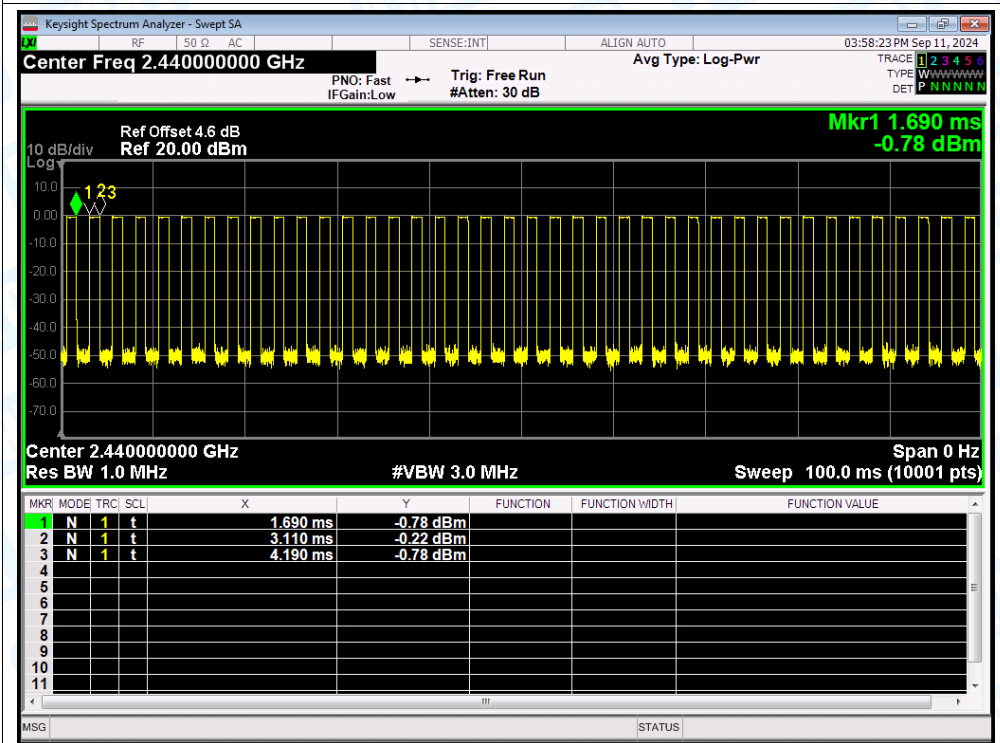 Keysight Spectrum Analyzer - Swept SA
LXI RF 50 Ω AC SENSE:INT ALIGN AUTO 03:58:23 PM Sep 11, 2024
Center Freq 2.440000000 GHz Avg Type: Log-Pwr TRACE 1 2 3 4 5 6
PNO: Fast Trig: Free Run TYPE WWWWWW
IFGain:Low #Atten: 30 dB DET P N N N N N
Mkr1 1.690 ms
Ref Offset 4.6 dB
10 dB/div Ref 20.00 dBm -0.78 dBm
Log
10.0
1 2 3
0.00
-10.0
-20.0
-30.0
-40.0
-50.0
-60.0
-70.0
Center 2.440000000 GHz Span 0 Hz
Res BW 1.0 MHz #VBW 3.0 MHz Sweep 100.0 ms (10001 pts)
MKR MODE TRC SCL X Y FUNCTION FUNCTION WIDTH FUNCTION VALUE
1 N 1 t 1.690 ms -0.78 dBm
2 N 1 t 3.110 ms -0.22 dBm
3 N 1 t 4.190 ms -0.78 dBm
4
5
6
7
8
9
10
11
MSG STATUS